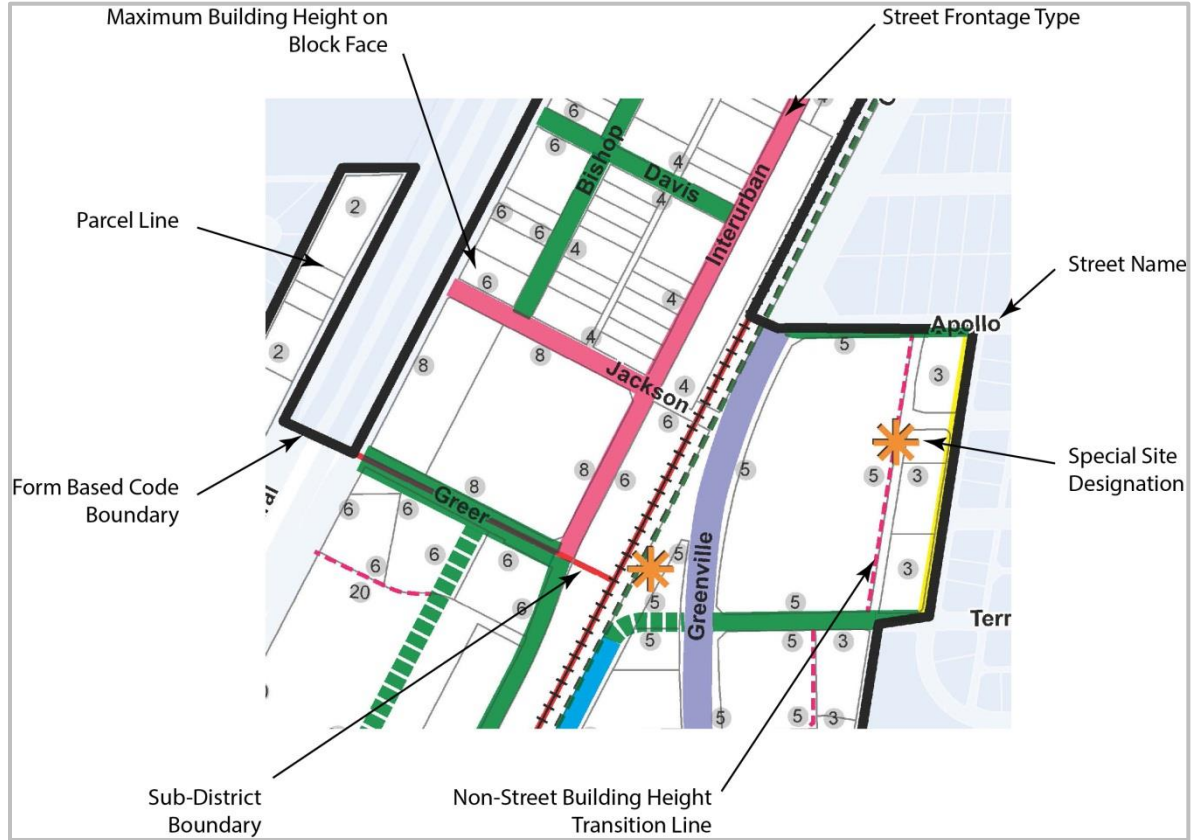 Maximum Building Height on
Block Face
Street Frontage Type
Parcel Line
Street Name
Form Based Code
Boundary
Special Site
Designation
Sub-District
Boundary
Non-Street Building Height
Transition Line
Bishop
Davis
Interurban
Jackson
Apollo
Greer
Greenville
Terr
6
6
4
4
6
6
4
4
2
6
4
4
8
8
2
4
6
5
3
8
6
8
5
5
3
6
6
6
6
6
20
6
5
5
5
5
5
3
3
5
5
3